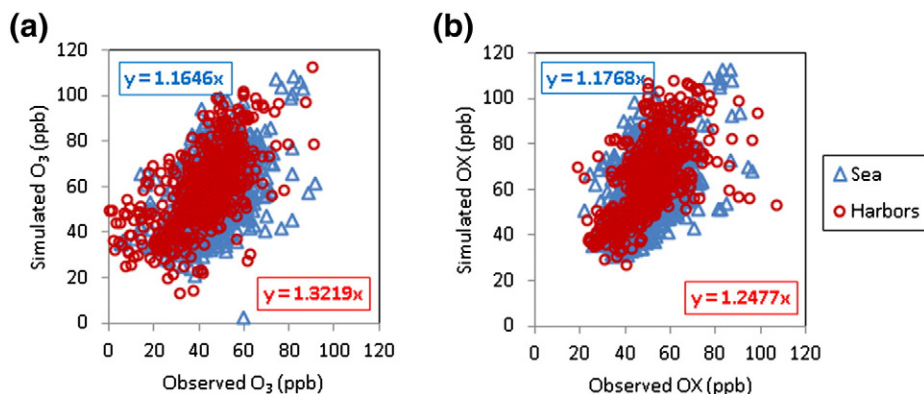 (a)
120
100
80
60
40
20
0
Simulated O₃ (ppb)
y = 1.1646x
y = 1.3219x
0 20 40 60 80 100 120
Observed O₃ (ppb)
(b)
120
100
80
60
40
20
0
Simulated OX (ppb)
y = 1.1768x
y = 1.2477x
0 20 40 60 80 100 120
Observed OX (ppb)
Sea
Harbors